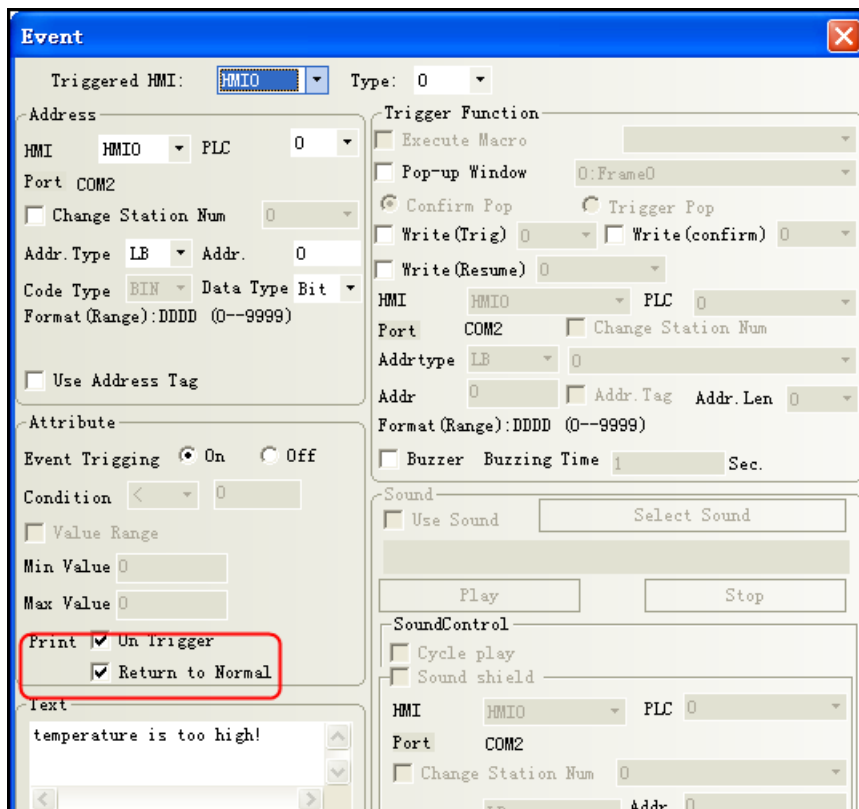 Event
Triggered HMI: HMI0 Type: 0
Address
HMI HMI0 PLC 0
Port COM2
Change Station Num 0
Addr.Type LB Addr. 0
Code Type BIN Data Type Bit
Format(Range):DDDD (0--9999)
Use Address Tag
Attribute
Event Trigging On Off
Condition < 0
Value Range
Min Value 0
Max Value 0
Print On Trigger
Return to Normal
Text
temperature is too high!
Trigger Function
Execute Macro
Pop-up Window 0:Frame0
Confirm Pop Trigger Pop
Write(Trig) 0 Write(confirm) 0
Write(Resume) 0
HMI HMI0 PLC 0
Port COM2 Change Station Num
Addrtype LB 0
Addr 0 Addr.Tag Addr.Len 0
Format(Range):DDDD (0--9999)
Buzzer Buzzing Time 1 Sec.
Sound
Use Sound Select Sound
Play Stop
SoundControl
Cycle play
Sound shield
HMI HMI0 PLC 0
Port COM2
Change Station Num 0
Addr 0